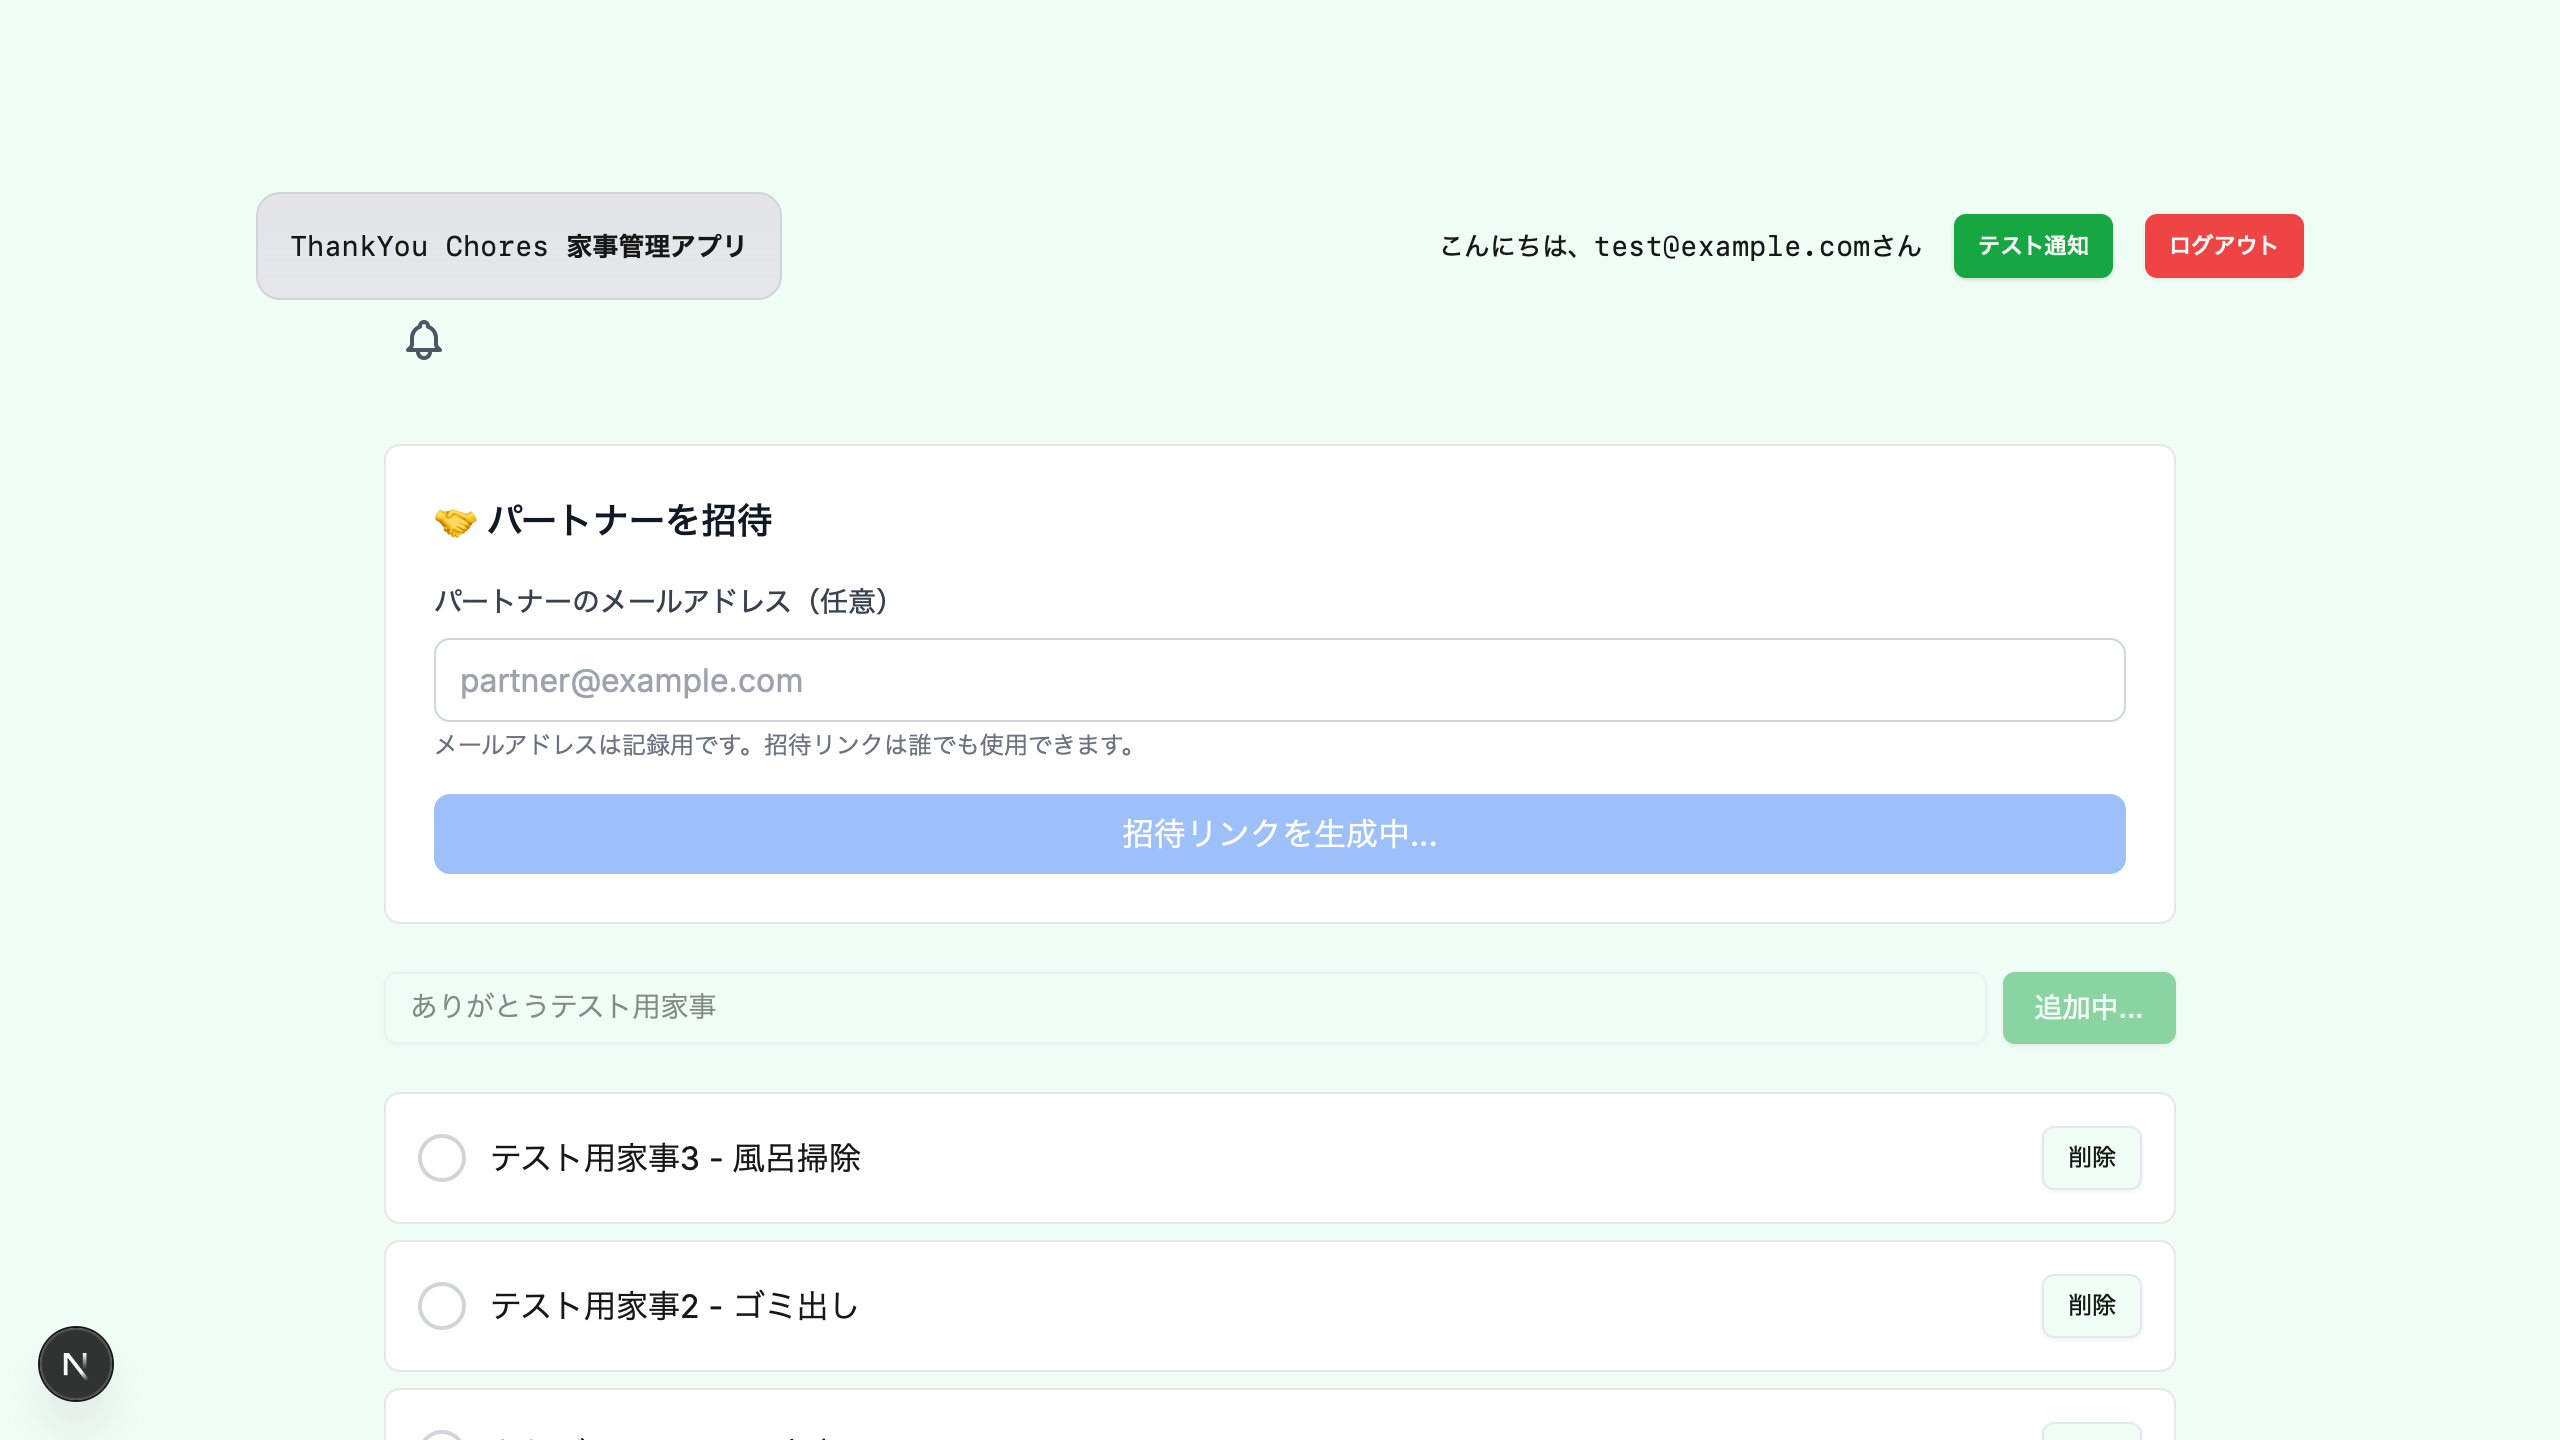 ThankYou Chores 家事管理アプリ
こんにちは、test@example.comさん
テスト通知
ログアウト
パートナーを招待
パートナーのメールアドレス（任意）
partner@example.com
メールアドレスは記録用です。招待リンクは誰でも使用できます。
招待リンクを生成中...
ありがとうテスト用家事
追加中...
テスト用家事3 - 風呂掃除
削除
テスト用家事2 - ゴミ出し
削除
N